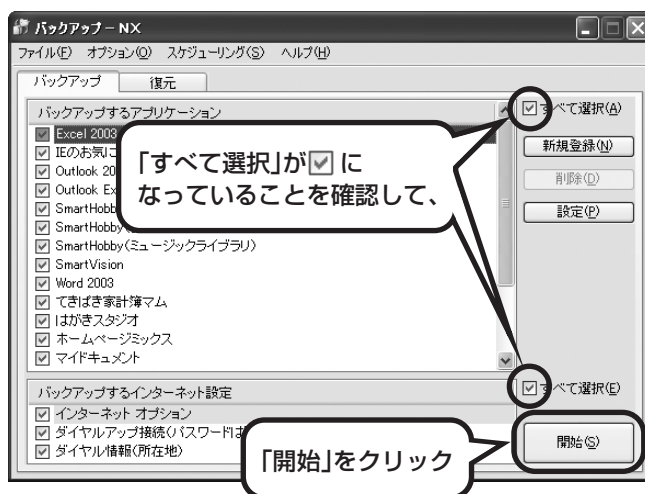 バックアップ－NX
ファイル(F) オプション(O) スケジューリング(S) ヘルプ(H)
バックアップ 復元
バックアップするアプリケーション
すべて選択(A)
Excel 2003
IEのお気に
Outlook 20
Outlook Ex
SmartHobb
SmartHobby(
SmartHobby(ミュージックライブラリ)
SmartVision
Word 2003
てきぱき家計簿マム
はがきスタジオ
ホームページミックス
マイドキュメント
新規登録(N)
削除(D)
設定(P)
「すべて選択」が になっていることを確認して、
バックアップするインターネット設定
すべて選択(E)
インターネット オプション
ダイヤルアップ接続(パスワードは
ダイヤル情報(所在地)
開始(S)
「開始」をクリック